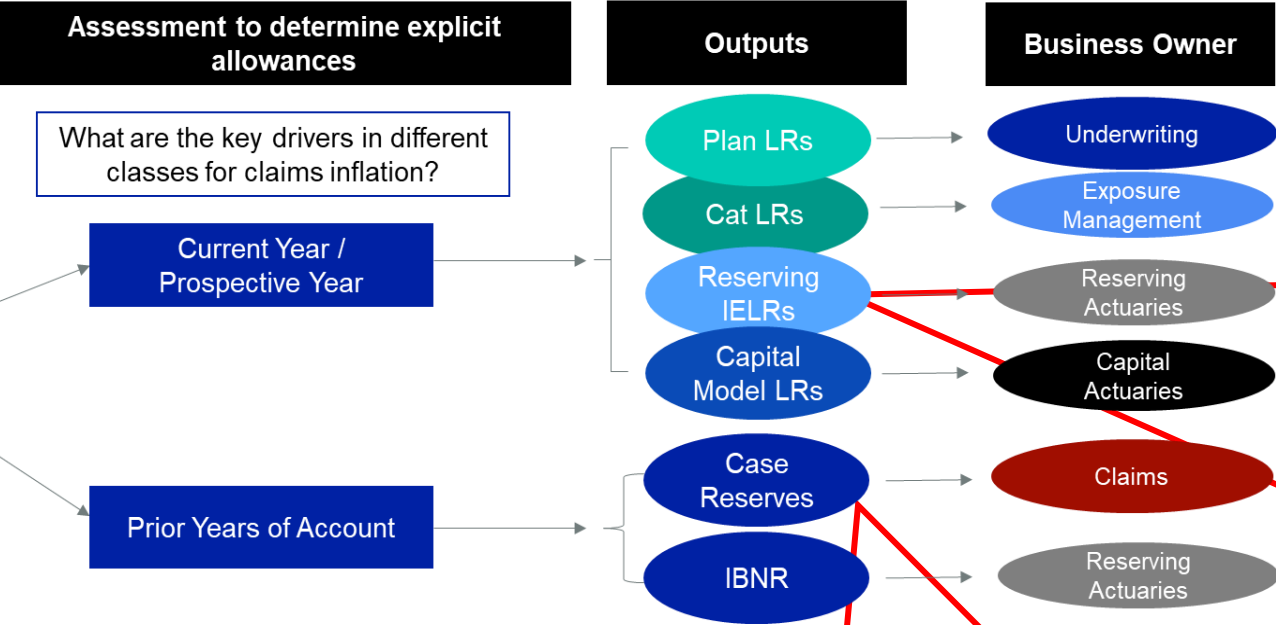 Assessment to determine explicit
allowances
Outputs
Business Owner
What are the key drivers in different
classes for claims inflation?
Current Year /
Prospective Year
Plan LRs
Underwriting
Cat LRs
Exposure
Management
Reserving
IELRs
Reserving
Actuaries
Capital
Model LRs
Capital
Actuaries
Prior Years of Account
Case
Reserves
Claims
IBNR
Reserving
Actuaries